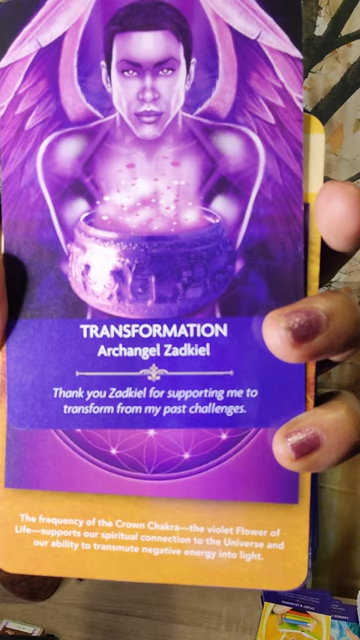 TRANSFORMATION
Archangel Zadkiel
Thank you Zadkiel for supporting me to
transform from my past challenges.
The frequency of the Crown Chakra—the violet Flower of
Life—supports our spiritual connection to the Universe and
our ability to transmute negative energy into light.